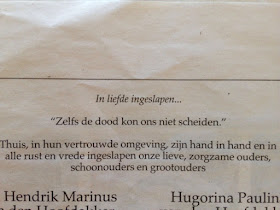 In liefde ingeslapen...
“Zelfs de dood kon ons niet scheiden.”
Thuis, in hun vertrouwde omgeving, zijn hand in hand en in
alle rust en vrede ingeslapen onze lieve, zorgzame ouders,
schoonouders en grootouders
Hendrik Marinus Hugorina Paulin